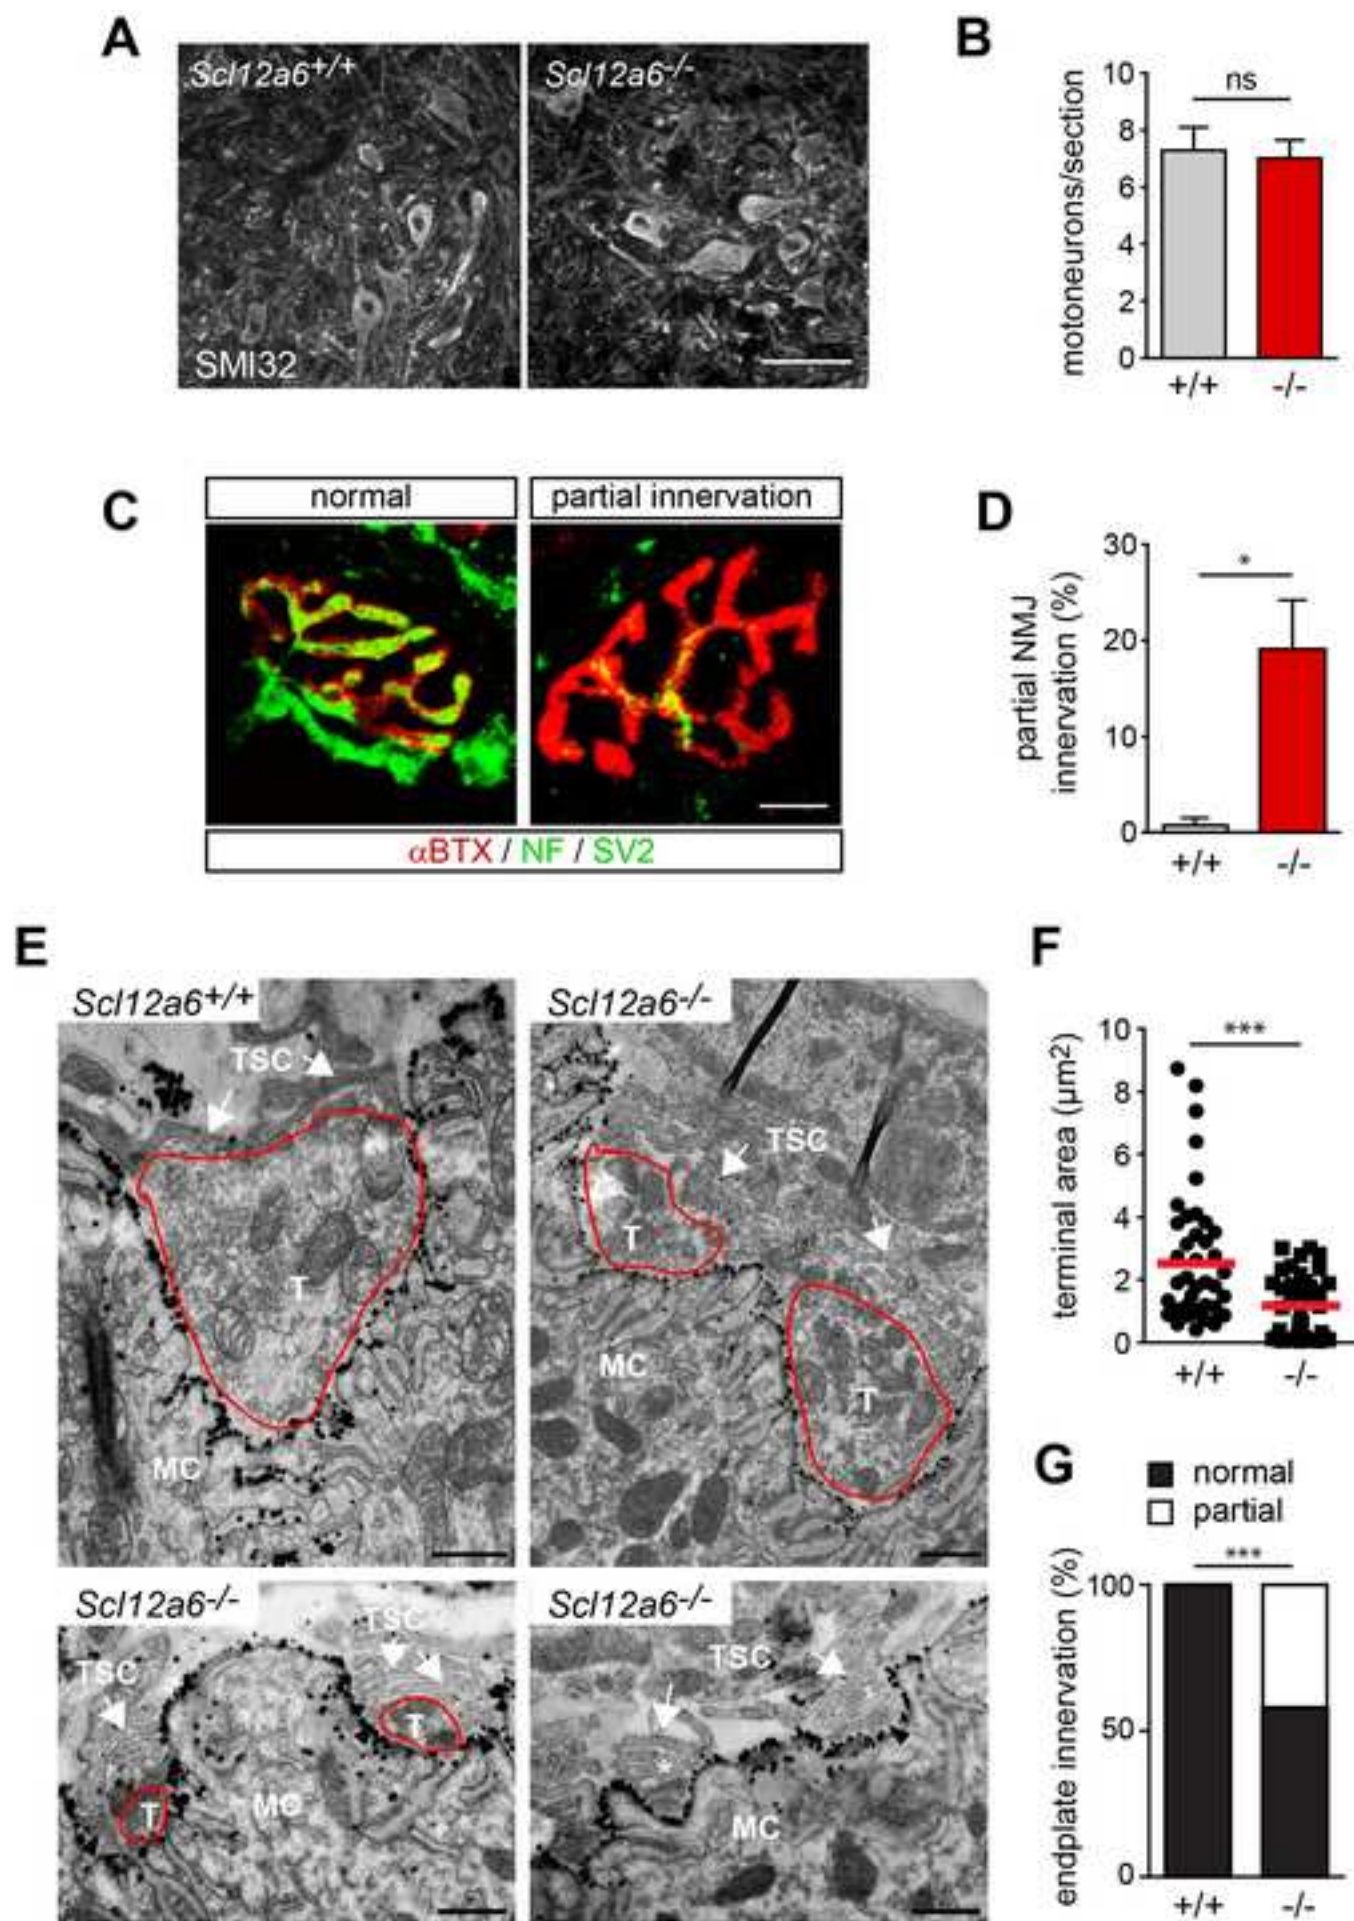 A
Scl12a6+/+
Scl12a6-/-
SMI32
B
motoneurons/section
10
8
6
4
2
0
ns
+/+
-/-
C
normal
partial innervation
αBTX / NF / SV2
D
partial NMJ
innervation (%)
30
20
10
0
*
+/+
-/-
E
Scl12a6+/+
TSC
T
MC
Scl12a6-/-
TSC
T
MC
T
Scl12a6-/-
TSC
TSC
T
T
MC
Scl12a6-/-
TSC
*
MC
F
terminal area (µm2)
10
8
6
4
2
0
***
+/+
-/-
G
normal
partial
***
endplate innervation (%)
100
50
0
+/+
-/-